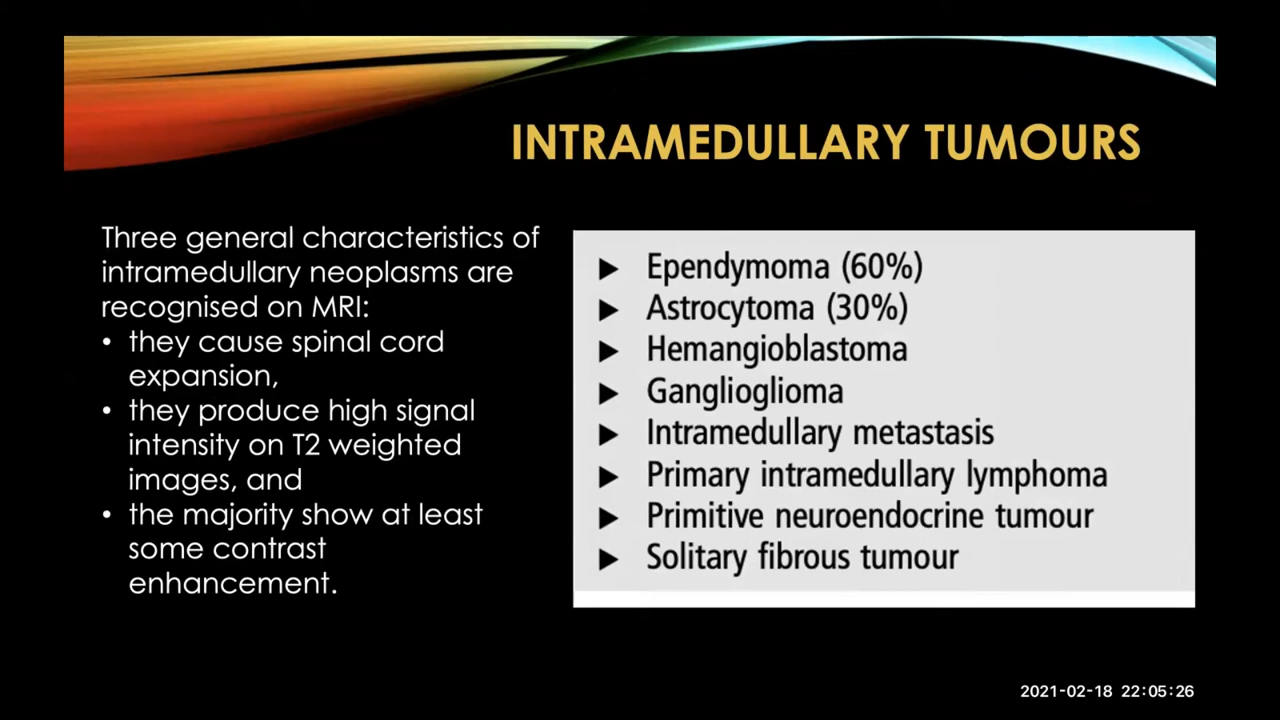 INTRAMEDULLARY TUMOURS
Three general characteristics of
intramedullary neoplasms are
recognised on MRI:
• they cause spinal cord
expansion,
• they produce high signal
intensity on T2 weighted
images, and
• the majority show at least
some contrast
enhancement.
► Ependymoma (60%)
► Astrocytoma (30%)
► Hemangioblastoma
► Ganglioglioma
► Intramedullary metastasis
► Primary intramedullary lymphoma
► Primitive neuroendocrine tumour
► Solitary fibrous tumour
2021-02-18 22:05:26